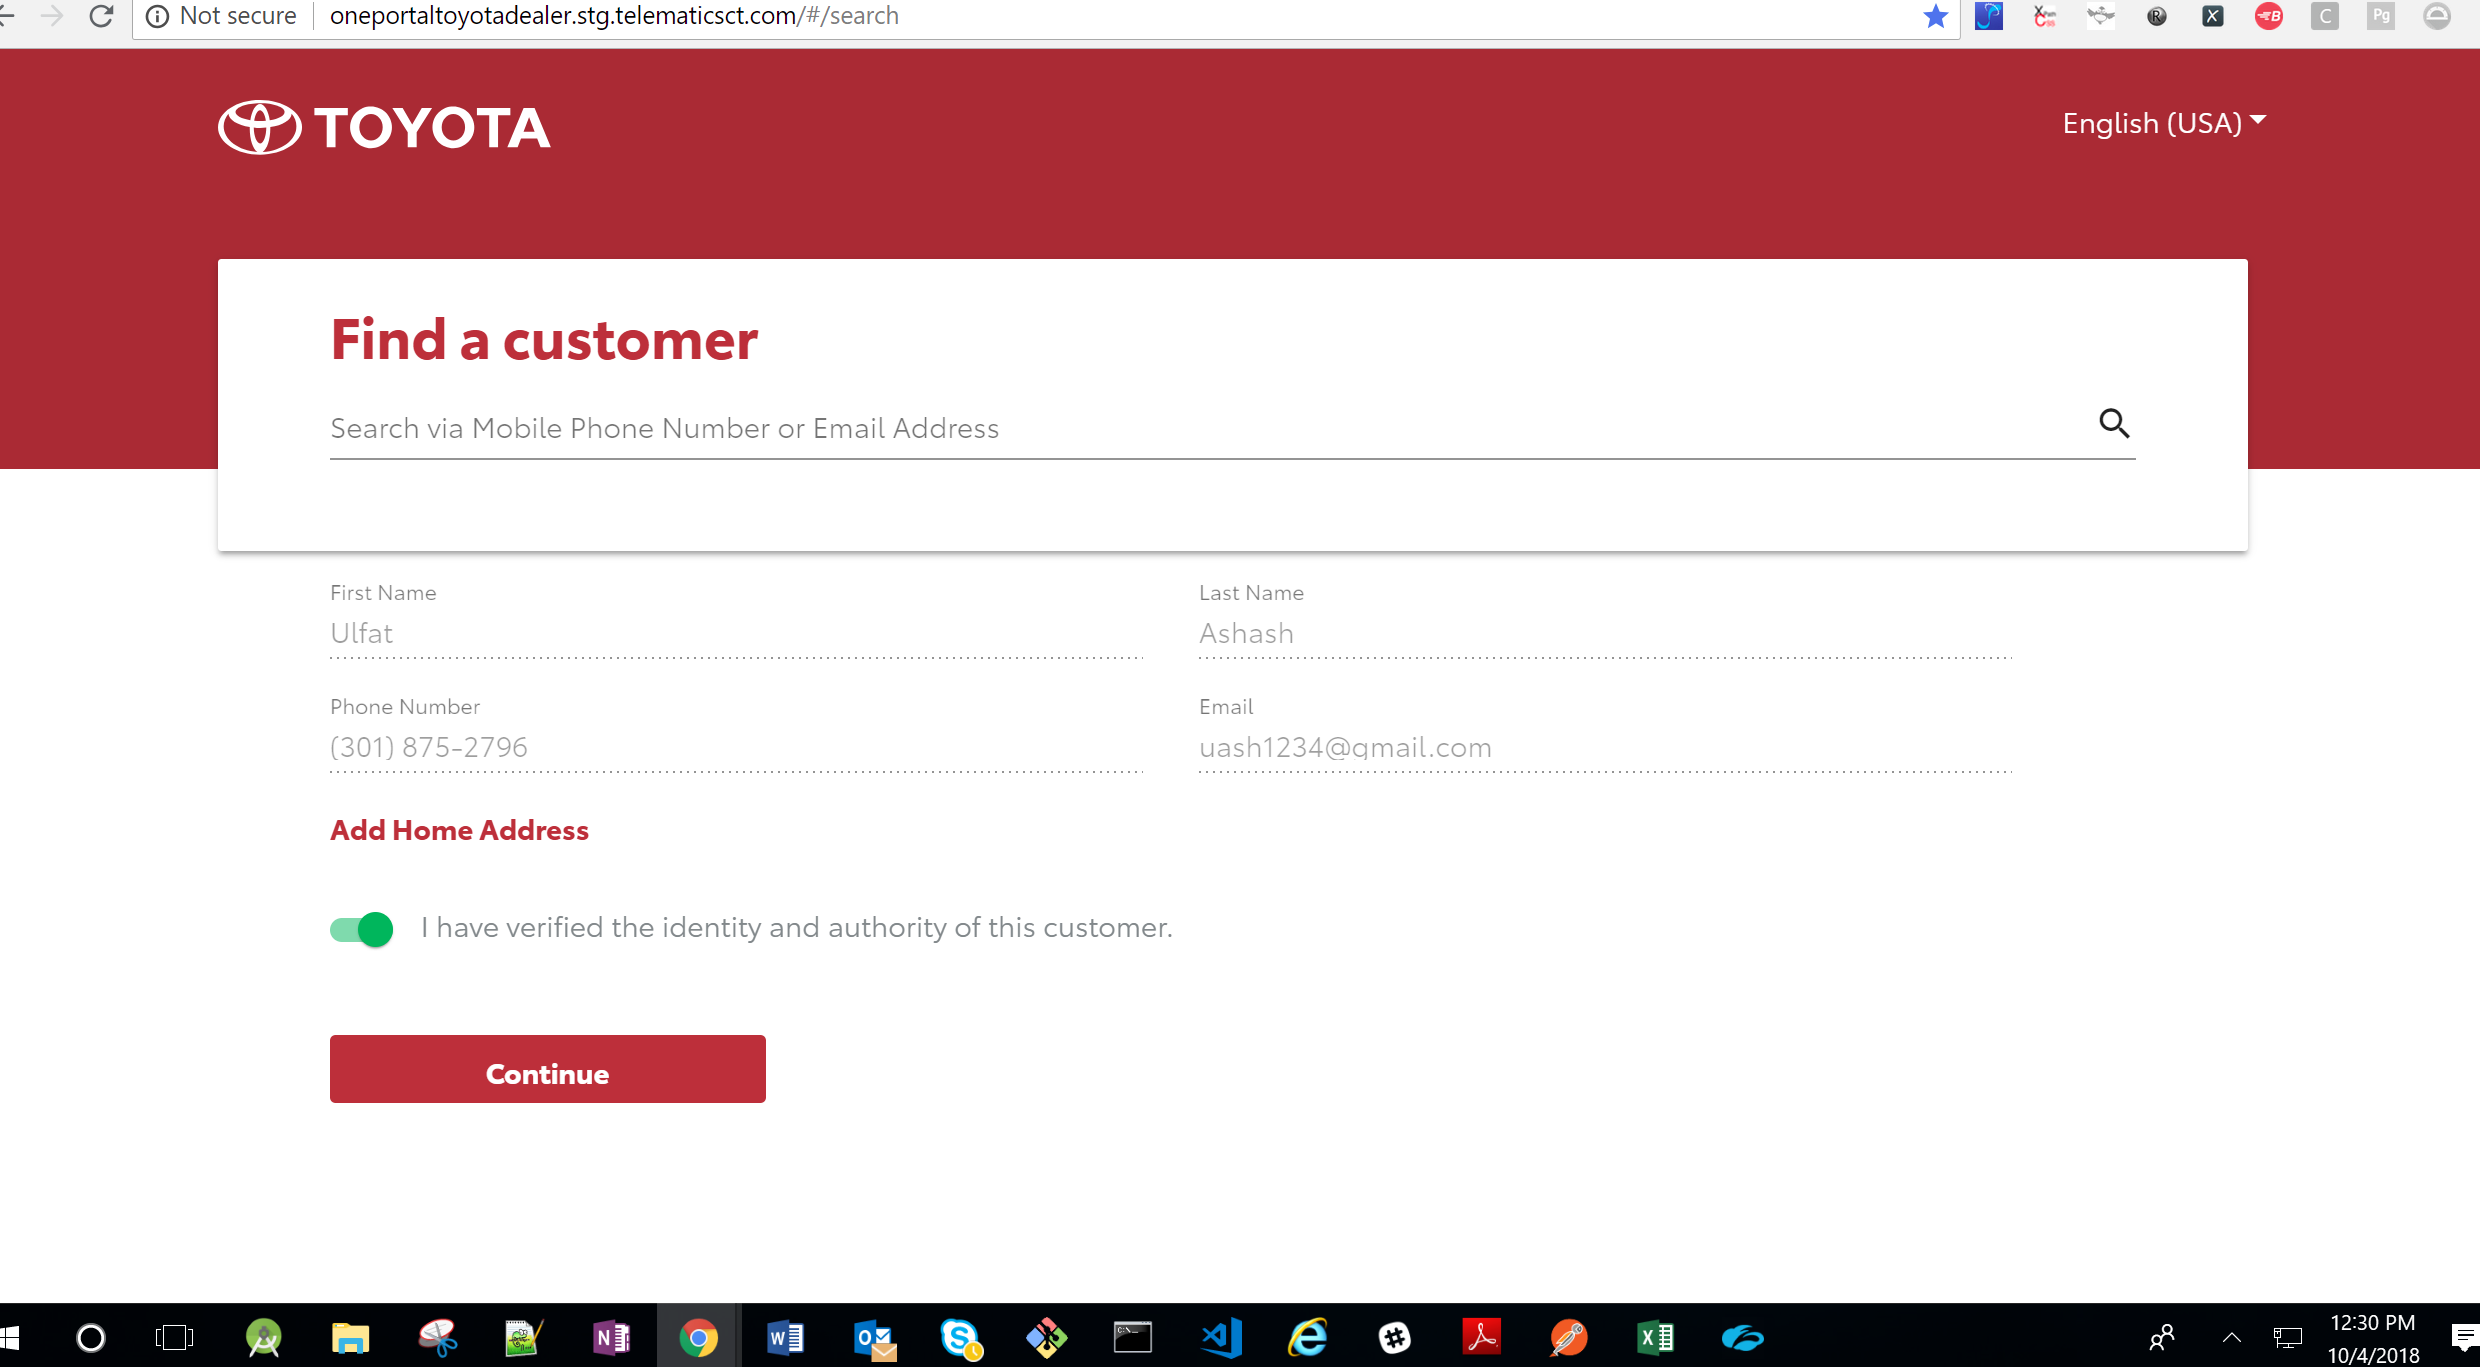 Not secure
oneportaltoyotadealer.stg.telematicsct.com/#/search
TOYOTA
English (USA)
Find a customer
Search via Mobile Phone Number or Email Address
First Name
Last Name
Ulfat
Ashash
Phone Number
Email
(301) 875-2796
uash1234@gmail.com
Add Home Address
I have verified the identity and authority of this customer.
Continue
12:30 PM
10/4/2018